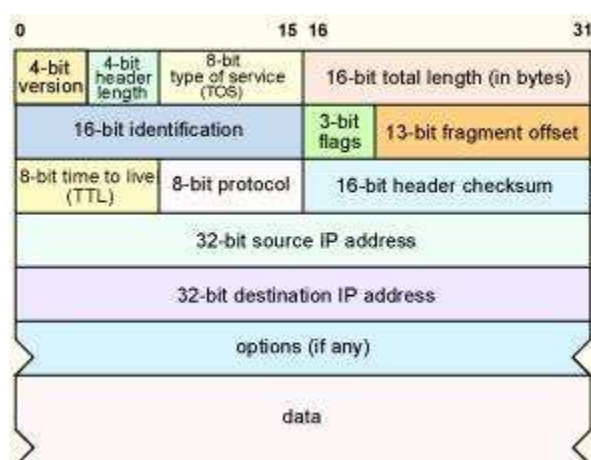 0 15 16 31
4-bit version
4-bit header length
8-bit type of service (TOS)
16-bit total length (in bytes)
16-bit identification
3-bit flags
13-bit fragment offset
8-bit time to live (TTL)
8-bit protocol
16-bit header checksum
32-bit source IP address
32-bit destination IP address
options (if any)
data